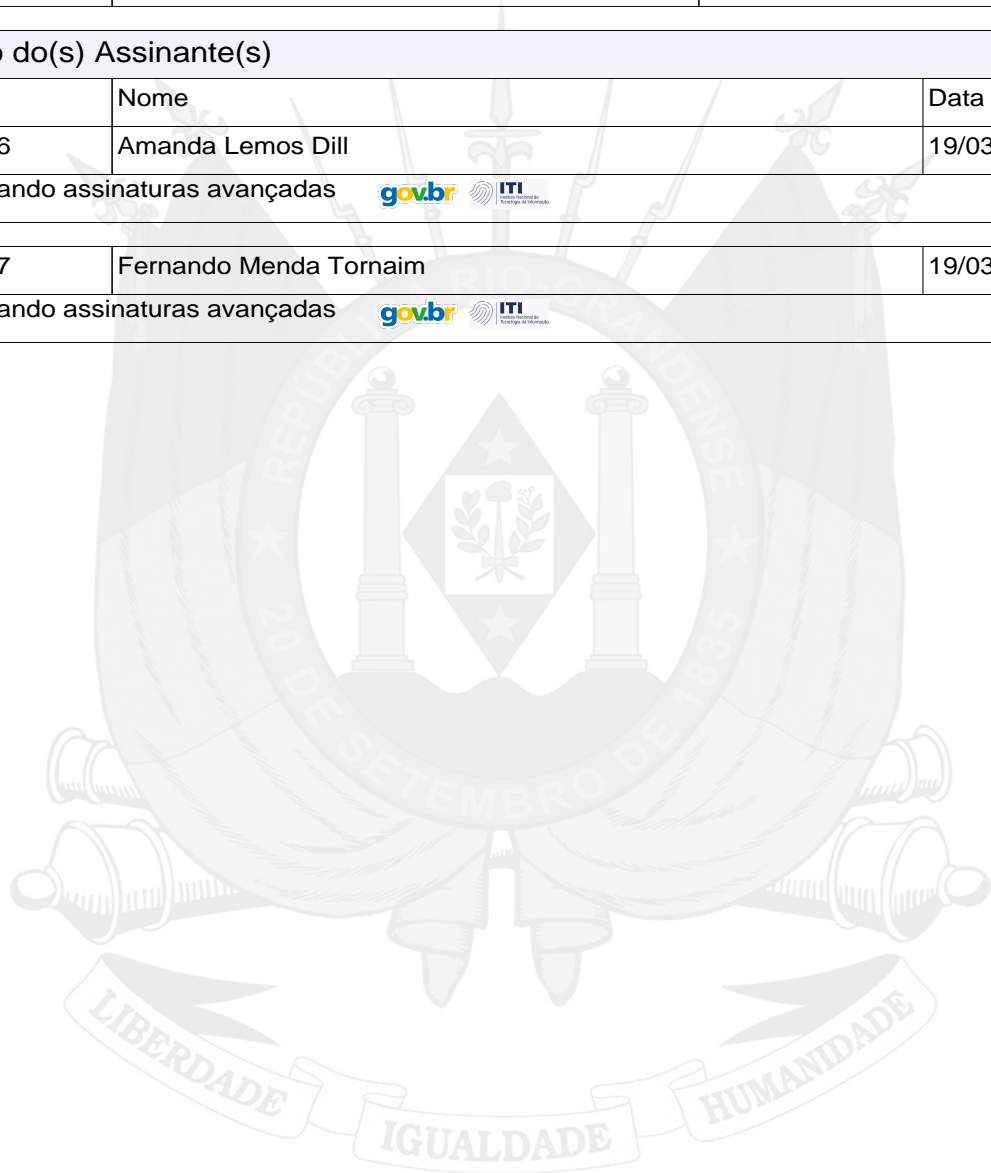 o do(s) Assinante(s)
Nome Data
6 Amanda Lemos Dill 19/03
ando assinaturas avançadas gov.br ITI
7 Fernando Menda Tornaim 19/03
ando assinaturas avançadas gov.br ITI
REPÚBLICA RIO-GRANDENSE
20 DE SETEMBRO DE 1835
LIBERDADE IGUALDADE HUMANIDADE